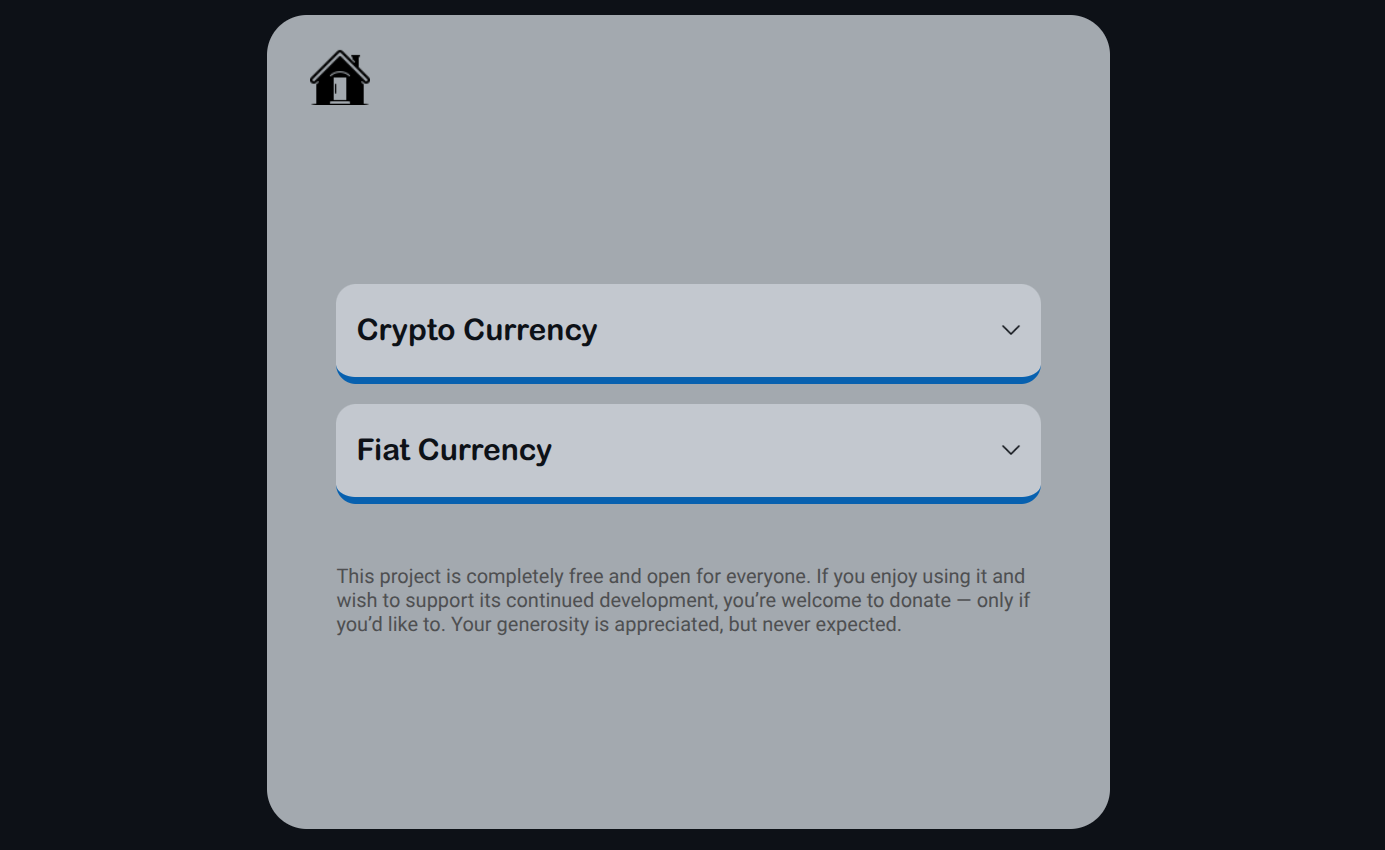 Crypto Currency
Fiat Currency
This project is completely free and open for everyone. If you enjoy using it and
wish to support its continued development, you’re welcome to donate — only if
you’d like to. Your generosity is appreciated, but never expected.